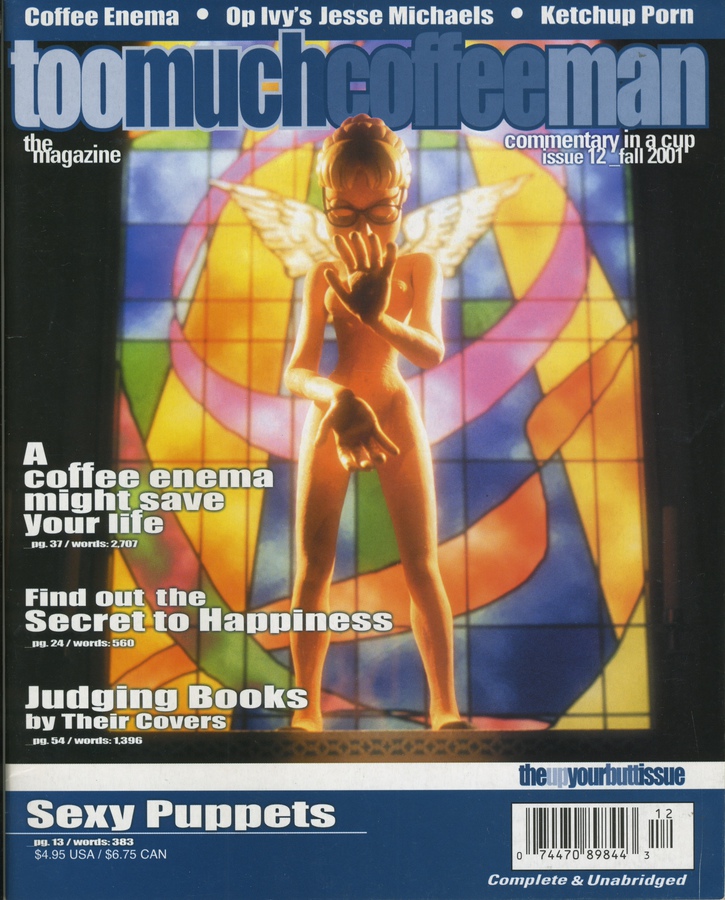 Coffee Enema • Op Ivy's Jesse Michaels • Ketchup Porn
toomuchcoffeeman
the
magazine
commentary in a cup
issue 12_fall 2001
A
coffee enema
might save
your life
_pg. 37 / words: 2,707
Find out the
Secret to Happiness
_pg. 24 / words: 560
Judging Books
by Their Covers
_pg. 54 / words: 1,396
theupyourbuttissue
Sexy Puppets
_pg. 13 / words: 383
$4.95 USA / $6.75 CAN
12
0 74470 89844 3
Complete & Unabridged